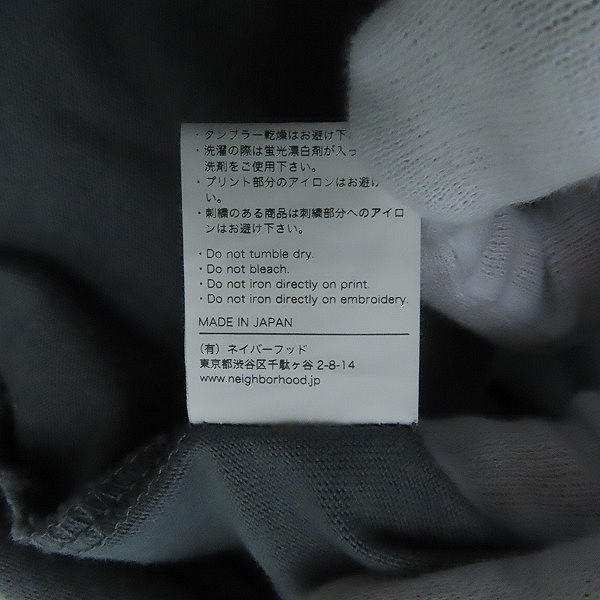 ・タンブラー乾燥はお避け下
・洗濯の際は蛍光漂白剤が入っ
洗剤をご使用下さい。
・プリント部分のアイロンはお避け
い。
・刺繍のある商品は刺繍部分へのアイロ
ンはお避け下さい。
・Do not tumble dry.
・Do not bleach.
・Do not iron directly on print.
・Do not iron directly on embroidery.
MADE IN JAPAN
(有) ネイバーフッド
東京都渋谷区千駄ヶ谷 2-8-14
www.neighborhood.jp